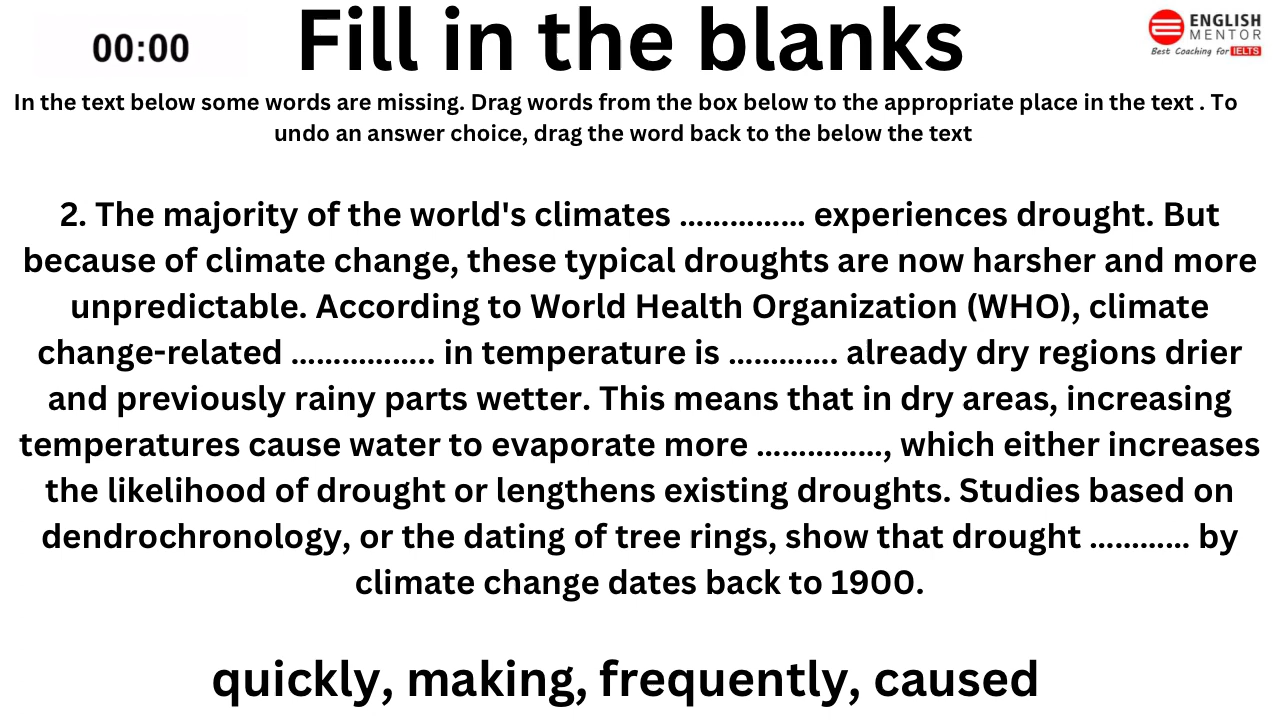 00:00
Fill in the blanks
ENGLISH
MENTOR
Best Coaching for IELTS
In the text below some words are missing. Drag words from the box below to the appropriate place in the text . To
undo an answer choice, drag the word back to the below the text
2. The majority of the world's climates ............... experiences drought. But
because of climate change, these typical droughts are now harsher and more
unpredictable. According to World Health Organization (WHO), climate
change-related ................. in temperature is ............. already dry regions drier
and previously rainy parts wetter. This means that in dry areas, increasing
temperatures cause water to evaporate more ..............., which either increases
the likelihood of drought or lengthens existing droughts. Studies based on
dendrochronology, or the dating of tree rings, show that drought ............ by
climate change dates back to 1900.
quickly, making, frequently, caused